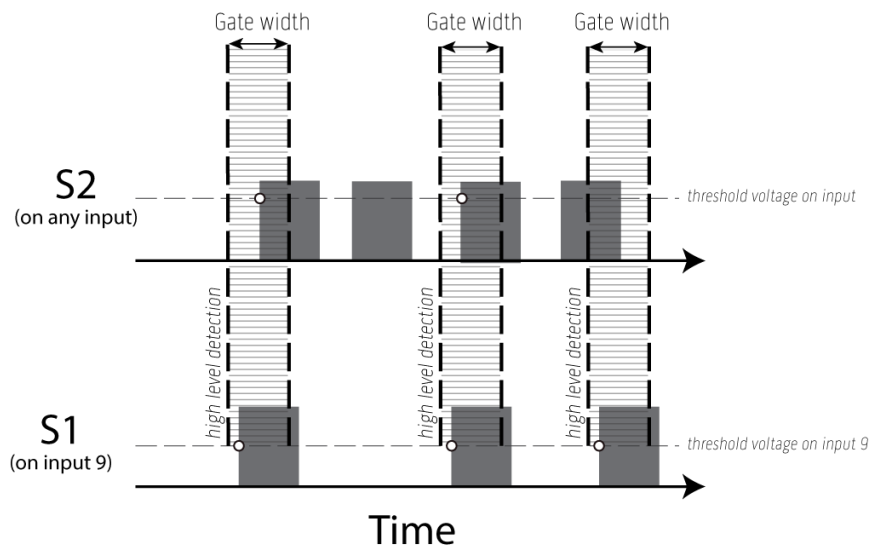 Gate width
Gate width
Gate width
S2
(on any input)
threshold voltage on input
high level detection
high level detection
high level detection
S1
(on input 9)
threshold voltage on input 9
Time